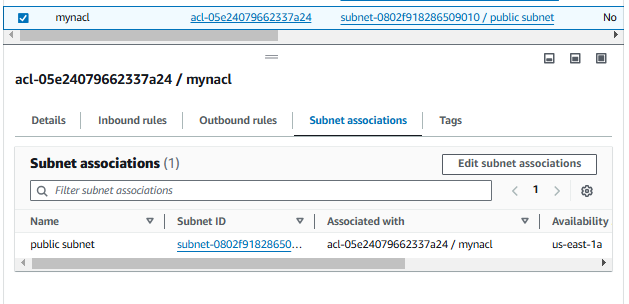 mynacl acl-05e24079662337a24 subnet-0802f918286509010 / public subnet No
acl-05e24079662337a24 / mynacl
Details Inbound rules Outbound rules Subnet associations Tags
Subnet associations (1) Edit subnet associations
Filter subnet associations 1
Name Subnet ID Associated with Availability
public subnet subnet-0802f91828650... acl-05e24079662337a24 / mynacl us-east-1a